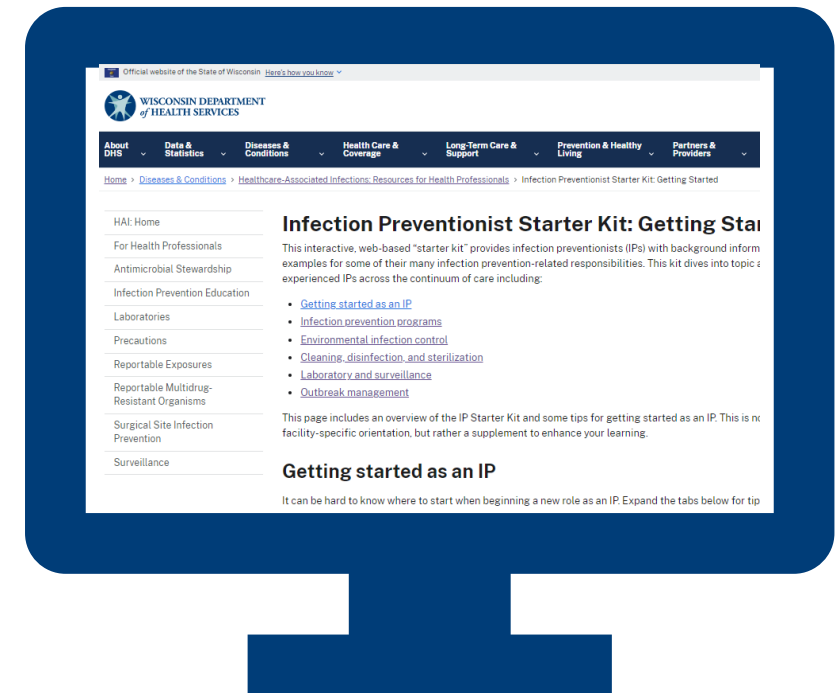 Official website of the State of Wisconsin Here's how you know
WISCONSIN DEPARTMENT
of HEALTH SERVICES
About DHS
Data & Statistics
Diseases & Conditions
Health Care & Coverage
Long-Term Care & Support
Prevention & Healthy Living
Partners & Providers
Home > Diseases & Conditions > Healthcare-Associated Infections: Resources for Health Professionals > Infection Preventionist Starter Kit: Getting Started
HAI: Home
For Health Professionals
Antimicrobial Stewardship
Infection Prevention Education
Laboratories
Precautions
Reportable Exposures
Reportable Multidrug-
Resistant Organisms
Surgical Site Infection
Prevention
Surveillance
Infection Preventionist Starter Kit: Getting Star
This interactive, web-based "starter kit" provides infection preventionists (IPs) with background inform
examples for some of their many infection prevention-related responsibilities. This kit dives into topic a
experienced IPs across the continuum of care including:
• Getting started as an IP
• Infection prevention programs
• Environmental infection control
• Cleaning, disinfection, and sterilization
• Laboratory and surveillance
• Outbreak management
This page includes an overview of the IP Starter Kit and some tips for getting started as an IP. This is no
facility-specific orientation, but rather a supplement to enhance your learning.
Getting started as an IP
It can be hard to know where to start when beginning a new role as an IP. Expand the tabs below for tip